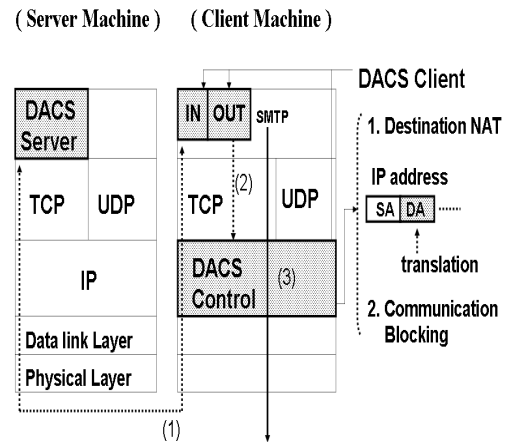 ( Server Machine )
( Client Machine )
DACS
Server
TCP
UDP
IP
Data link Layer
Physical Layer
(1)
IN
OUT
SMTP
(2)
TCP
UDP
DACS
Control
(3)
DACS Client
1. Destination NAT
IP address
SA
DA
translation
2. Communication
Blocking